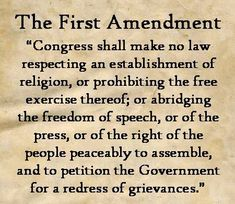 The First Amendment
“Congress shall make no law
respecting an establishment of
religion, or prohibiting the free
exercise thereof; or abridging
the freedom of speech, or of the
press, or of the right of the
people peaceably to assemble,
and to petition the Government
for a redress of grievances.”